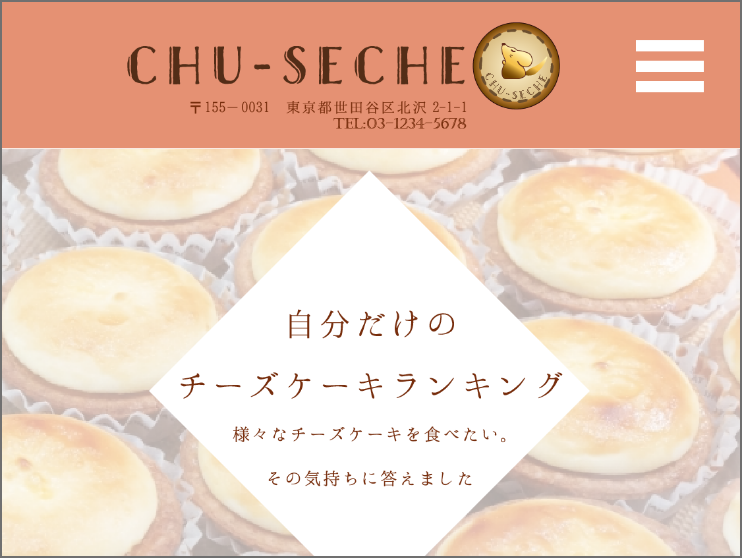 CHU-SECHE
CHU-SECHE
〒155－0031　東京都世田谷区北沢 2-1-1
TEL:03-1234-5678
自分だけの
チーズケーキランキング
様々なチーズケーキを食べたい。
その気持ちに答えました